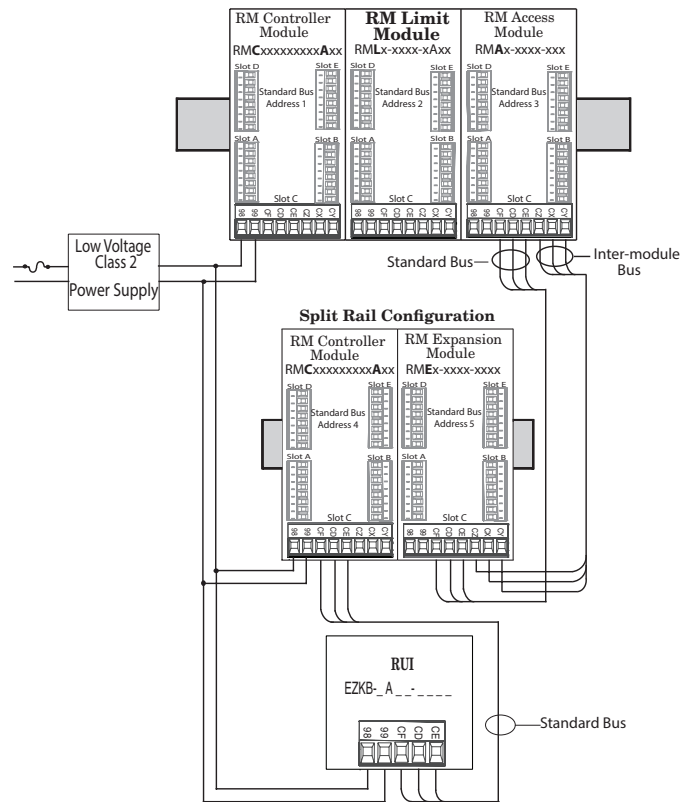 RM Controller
Module
RMCxxxxxxxxxAxx
Slot D
Slot E
Standard Bus
Address 1
Slot A
Slot B
Slot C
98 99 CF CD CE CZ CX CY
RM Limit
Module
RMLx-xxxx-xAxx
Slot D
Slot E
Standard Bus
Address 2
Slot A
Slot B
Slot C
98 99 CF CD CE CZ CX CY
RM Access
Module
RMAx-xxxx-xxx
Slot D
Slot E
Standard Bus
Address 3
Slot A
Slot B
Slot C
98 99 CF CD CE CZ CX CY
Low Voltage
Class 2
Power Supply
Standard Bus
Inter-module
Bus
Split Rail Configuration
RM Controller
Module
RMCxxxxxxxxxAxx
Slot D
Slot E
Standard Bus
Address 4
Slot A
Slot B
Slot C
98 99 CF CD CE CZ CX CY
RM Expansion
Module
RMEx-xxxx-xxxx
Slot D
Slot E
Standard Bus
Address 5
Slot A
Slot B
Slot C
98 99 CF CD CE CZ CX CY
RUI
EZKB-_A__-____
98 99 CF CD CE
Standard Bus